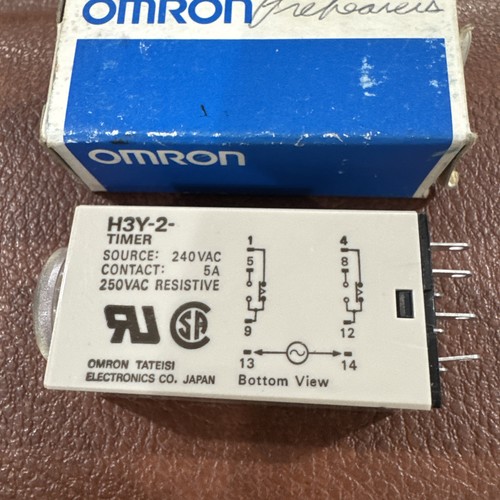 OMRON
OMRON
H3Y-2-
TIMER
SOURCE: 240VAC
CONTACT: 5A
250VAC RESISTIVE
OMRON TATEISI
ELECTRONICS CO. JAPAN
1 4
5 8
9 12
13 14
Bottom View